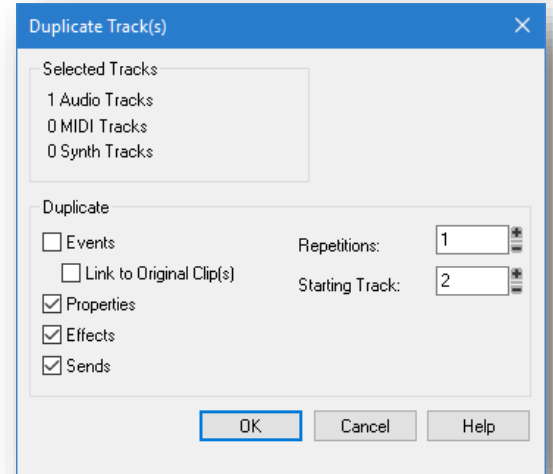 Duplicate Track(s)
Selected Tracks
1 Audio Tracks
0 MIDI Tracks
0 Synth Tracks
Duplicate
Events
Link to Original Clip(s)
Properties
Effects
Sends
Repetitions: 1
Starting Track: 2
OK Cancel Help